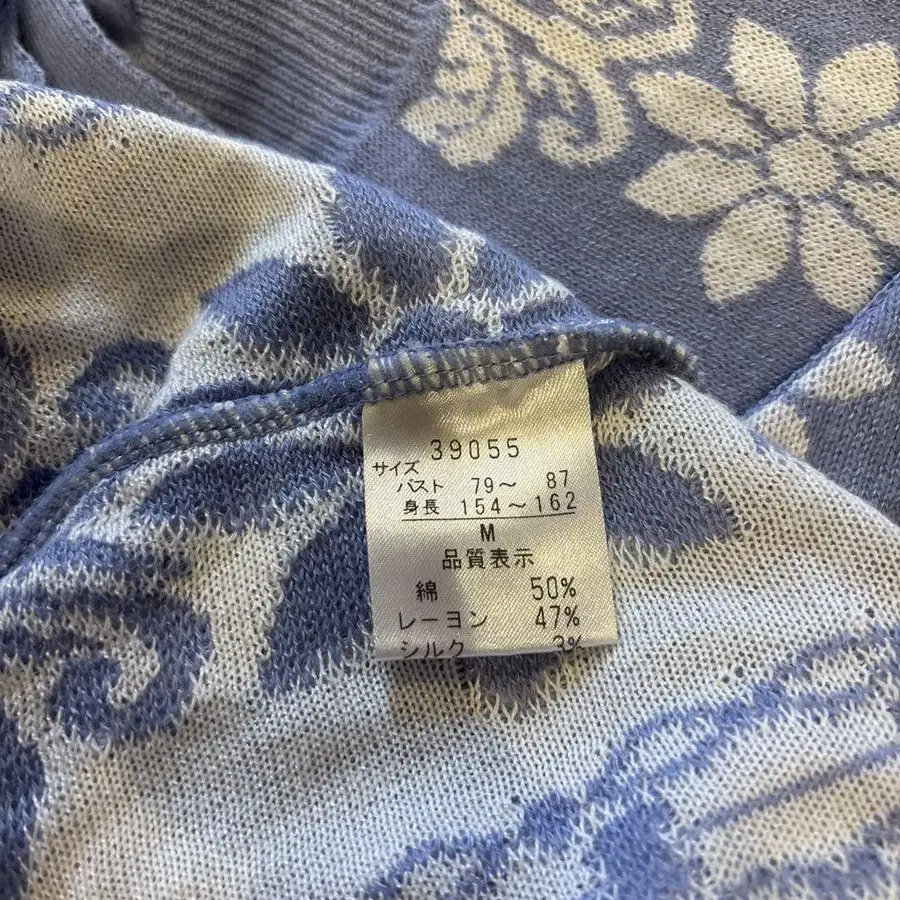 39055
サイズ
バスト 79〜 87
身長 154〜162
M
品質表示
綿 50%
レーヨン 47%
シルク 3%